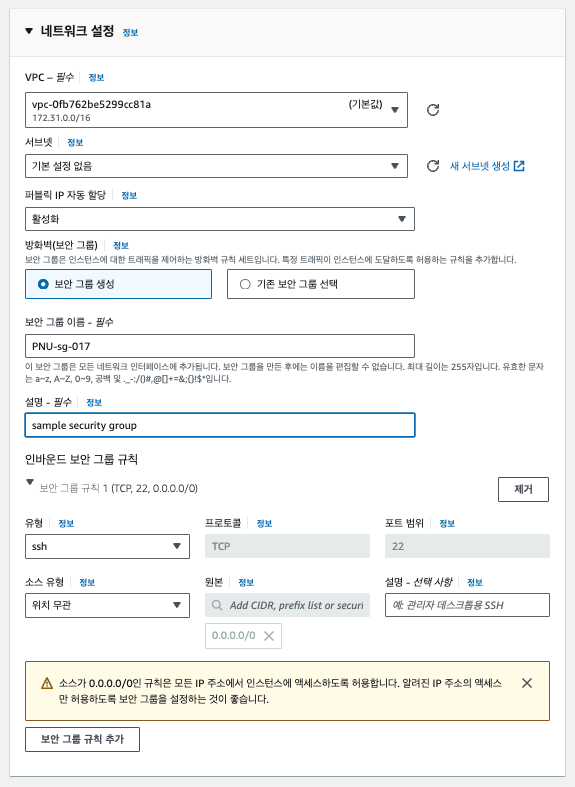 네트워크 설정 정보
VPC – 필수 정보
vpc-0fb762be5299cc81a (기본값)
172.31.0.0/16
서브넷 정보
기본 설정 없음
새 서브넷 생성
퍼블릭 IP 자동 할당 정보
활성화
방화벽(보안 그룹) 정보
보안 그룹은 인스턴스에 대한 트래픽을 제어하는 방화벽 규칙 세트입니다. 특정 트래픽이 인스턴스에 도달하도록 허용하는 규칙을 추가합니다.
보안 그룹 생성
기존 보안 그룹 선택
보안 그룹 이름 - 필수
PNU-sg-017
이 보안 그룹은 모든 네트워크 인터페이스에 추가됩니다. 보안 그룹을 만든 후에는 이름을 편집할 수 없습니다. 최대 길이는 255자입니다. 유효한 문자
는 a~z, A~Z, 0~9, 공백 및 ._-:/()#,@[]+=&;{}!$*입니다.
설명 - 필수 정보
sample security group
인바운드 보안 그룹 규칙
보안 그룹 규칙 1 (TCP, 22, 0.0.0.0/0)
제거
유형 정보
프로토콜 정보
포트 범위 정보
ssh
TCP
22
소스 유형 정보
원본 정보
설명 - 선택 사항 정보
위치 무관
Add CIDR, prefix list or securi
예: 관리자 데스크톱용 SSH
0.0.0.0/0
소스가 0.0.0.0/0인 규칙은 모든 IP 주소에서 인스턴스에 액세스하도록 허용합니다. 알려진 IP 주소의 액세스
만 허용하도록 보안 그룹을 설정하는 것이 좋습니다.
보안 그룹 규칙 추가